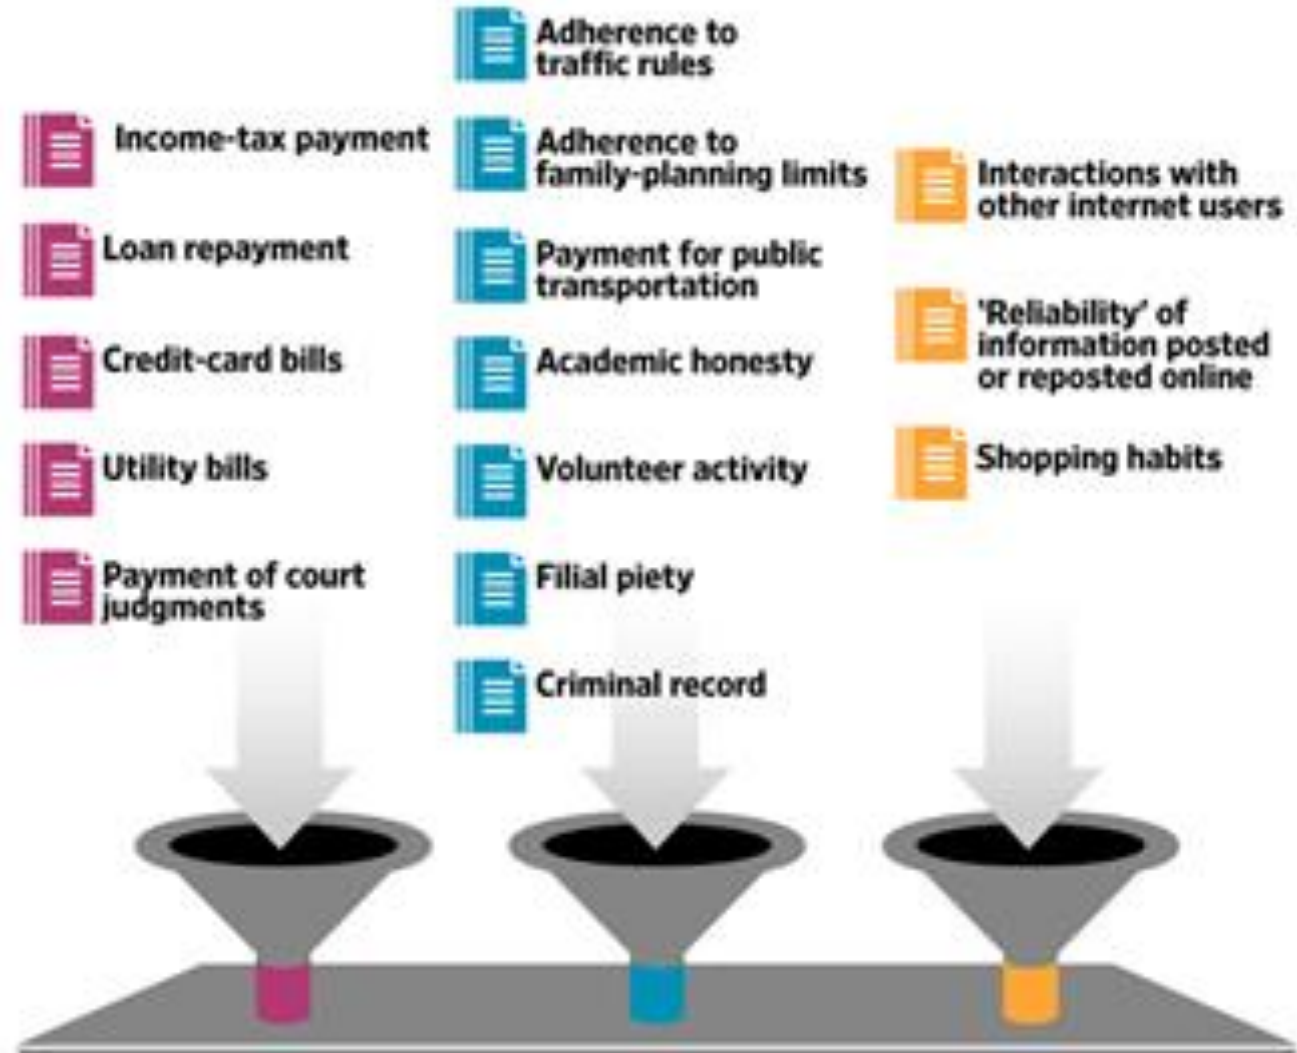 Income-tax payment
Loan repayment
Credit-card bills
Utility bills
Payment of court
judgments
Adherence to
traffic rules
Adherence to
family-planning limits
Payment for public
transportation
Academic honesty
Volunteer activity
Filial piety
Criminal record
Interactions with
other internet users
'Reliability' of
information posted
or reposted online
Shopping habits